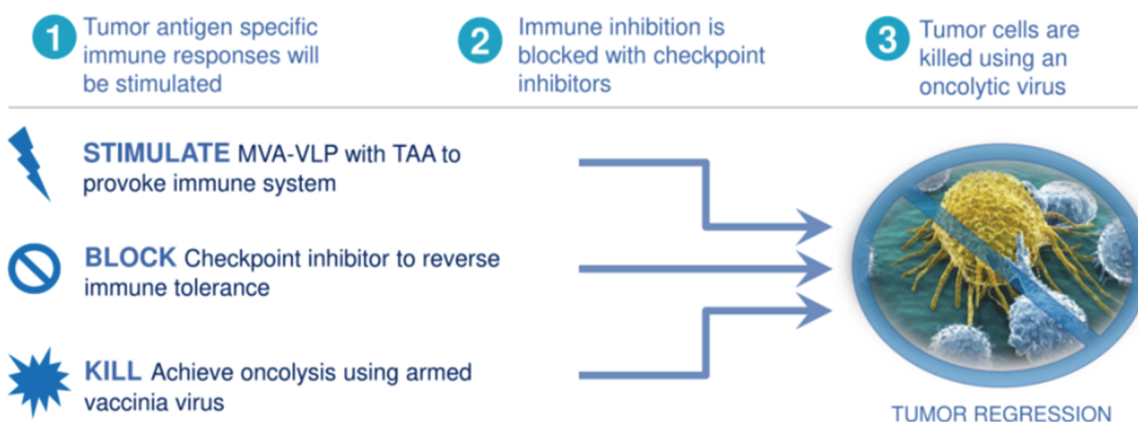 1
Tumor antigen specific
immune responses will
be stimulated
2
Immune inhibition is
blocked with checkpoint
inhibitors
3
Tumor cells are
killed using an
oncolytic virus
STIMULATE MVA-VLP with TAA to
provoke immune system
BLOCK Checkpoint inhibitor to reverse
immune tolerance
KILL Achieve oncolysis using armed
vaccinia virus
TUMOR REGRESSION